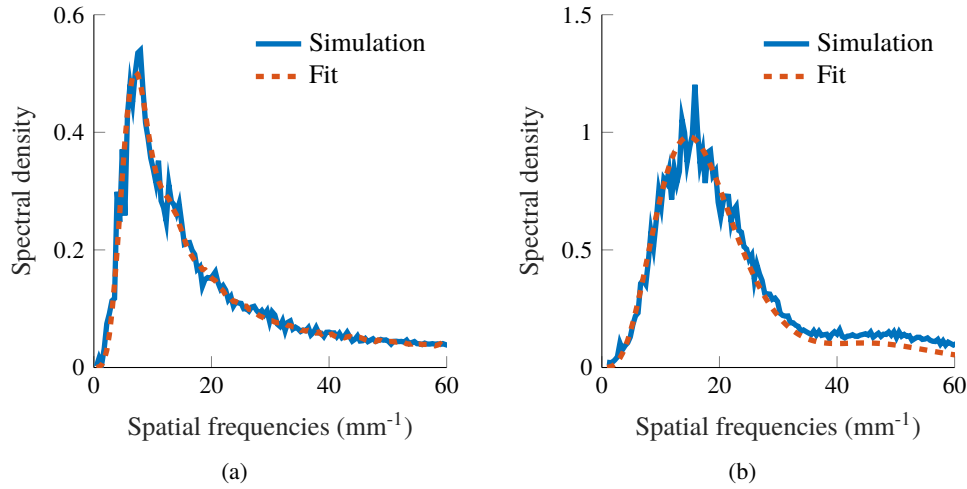 0.6
0.4
0.2
0
0 20 40 60
Spectral density
Spatial frequencies (mm-1)
Simulation
Fit
(a)
1.5
1
0.5
0
0 20 40 60
Spectral density
Spatial frequencies (mm-1)
Simulation
Fit
(b)